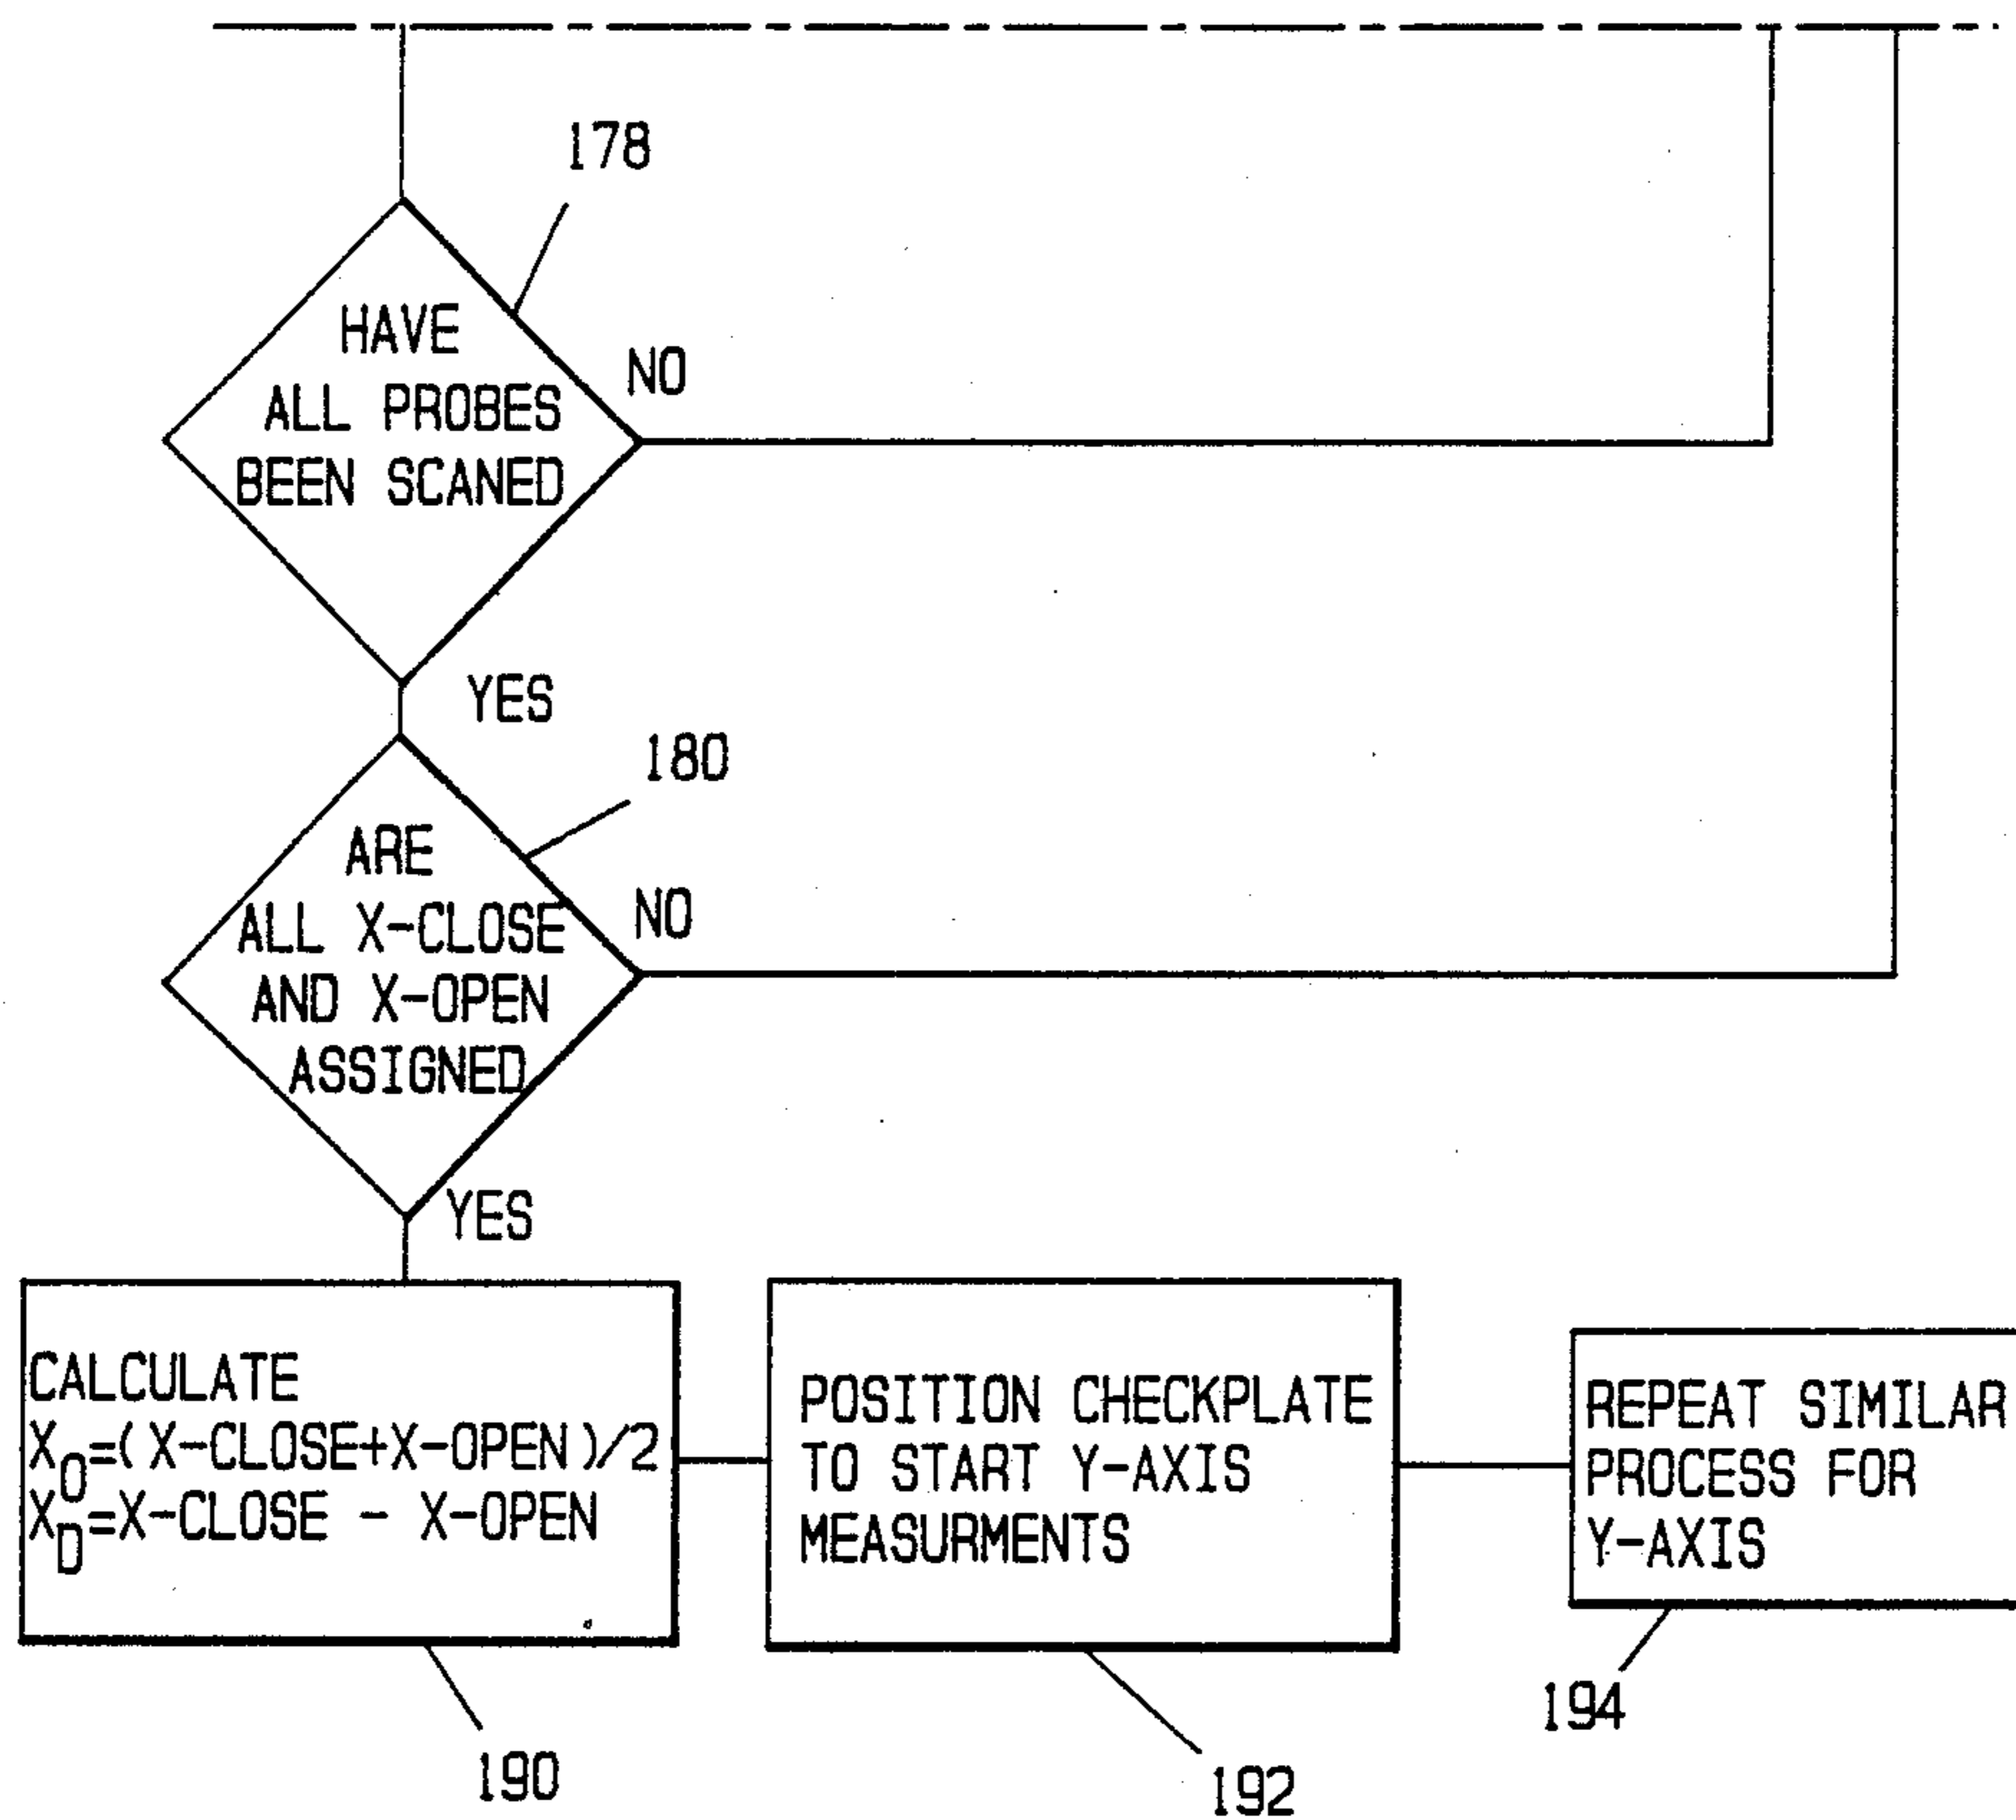 178
HAVE
ALL PROBES
BEEN SCANED
NO
YES
180
ARE
ALL X-CLOSE
AND X-OPEN
ASSIGNED
NO
YES
CALCULATE
XO=(X-CLOSE+X-OPEN)/2
XD=X-CLOSE - X-OPEN
190
POSITION CHECKPLATE
TO START Y-AXIS
MEASURMENTS
192
REPEAT SIMILAR
PROCESS FOR
Y-AXIS
194